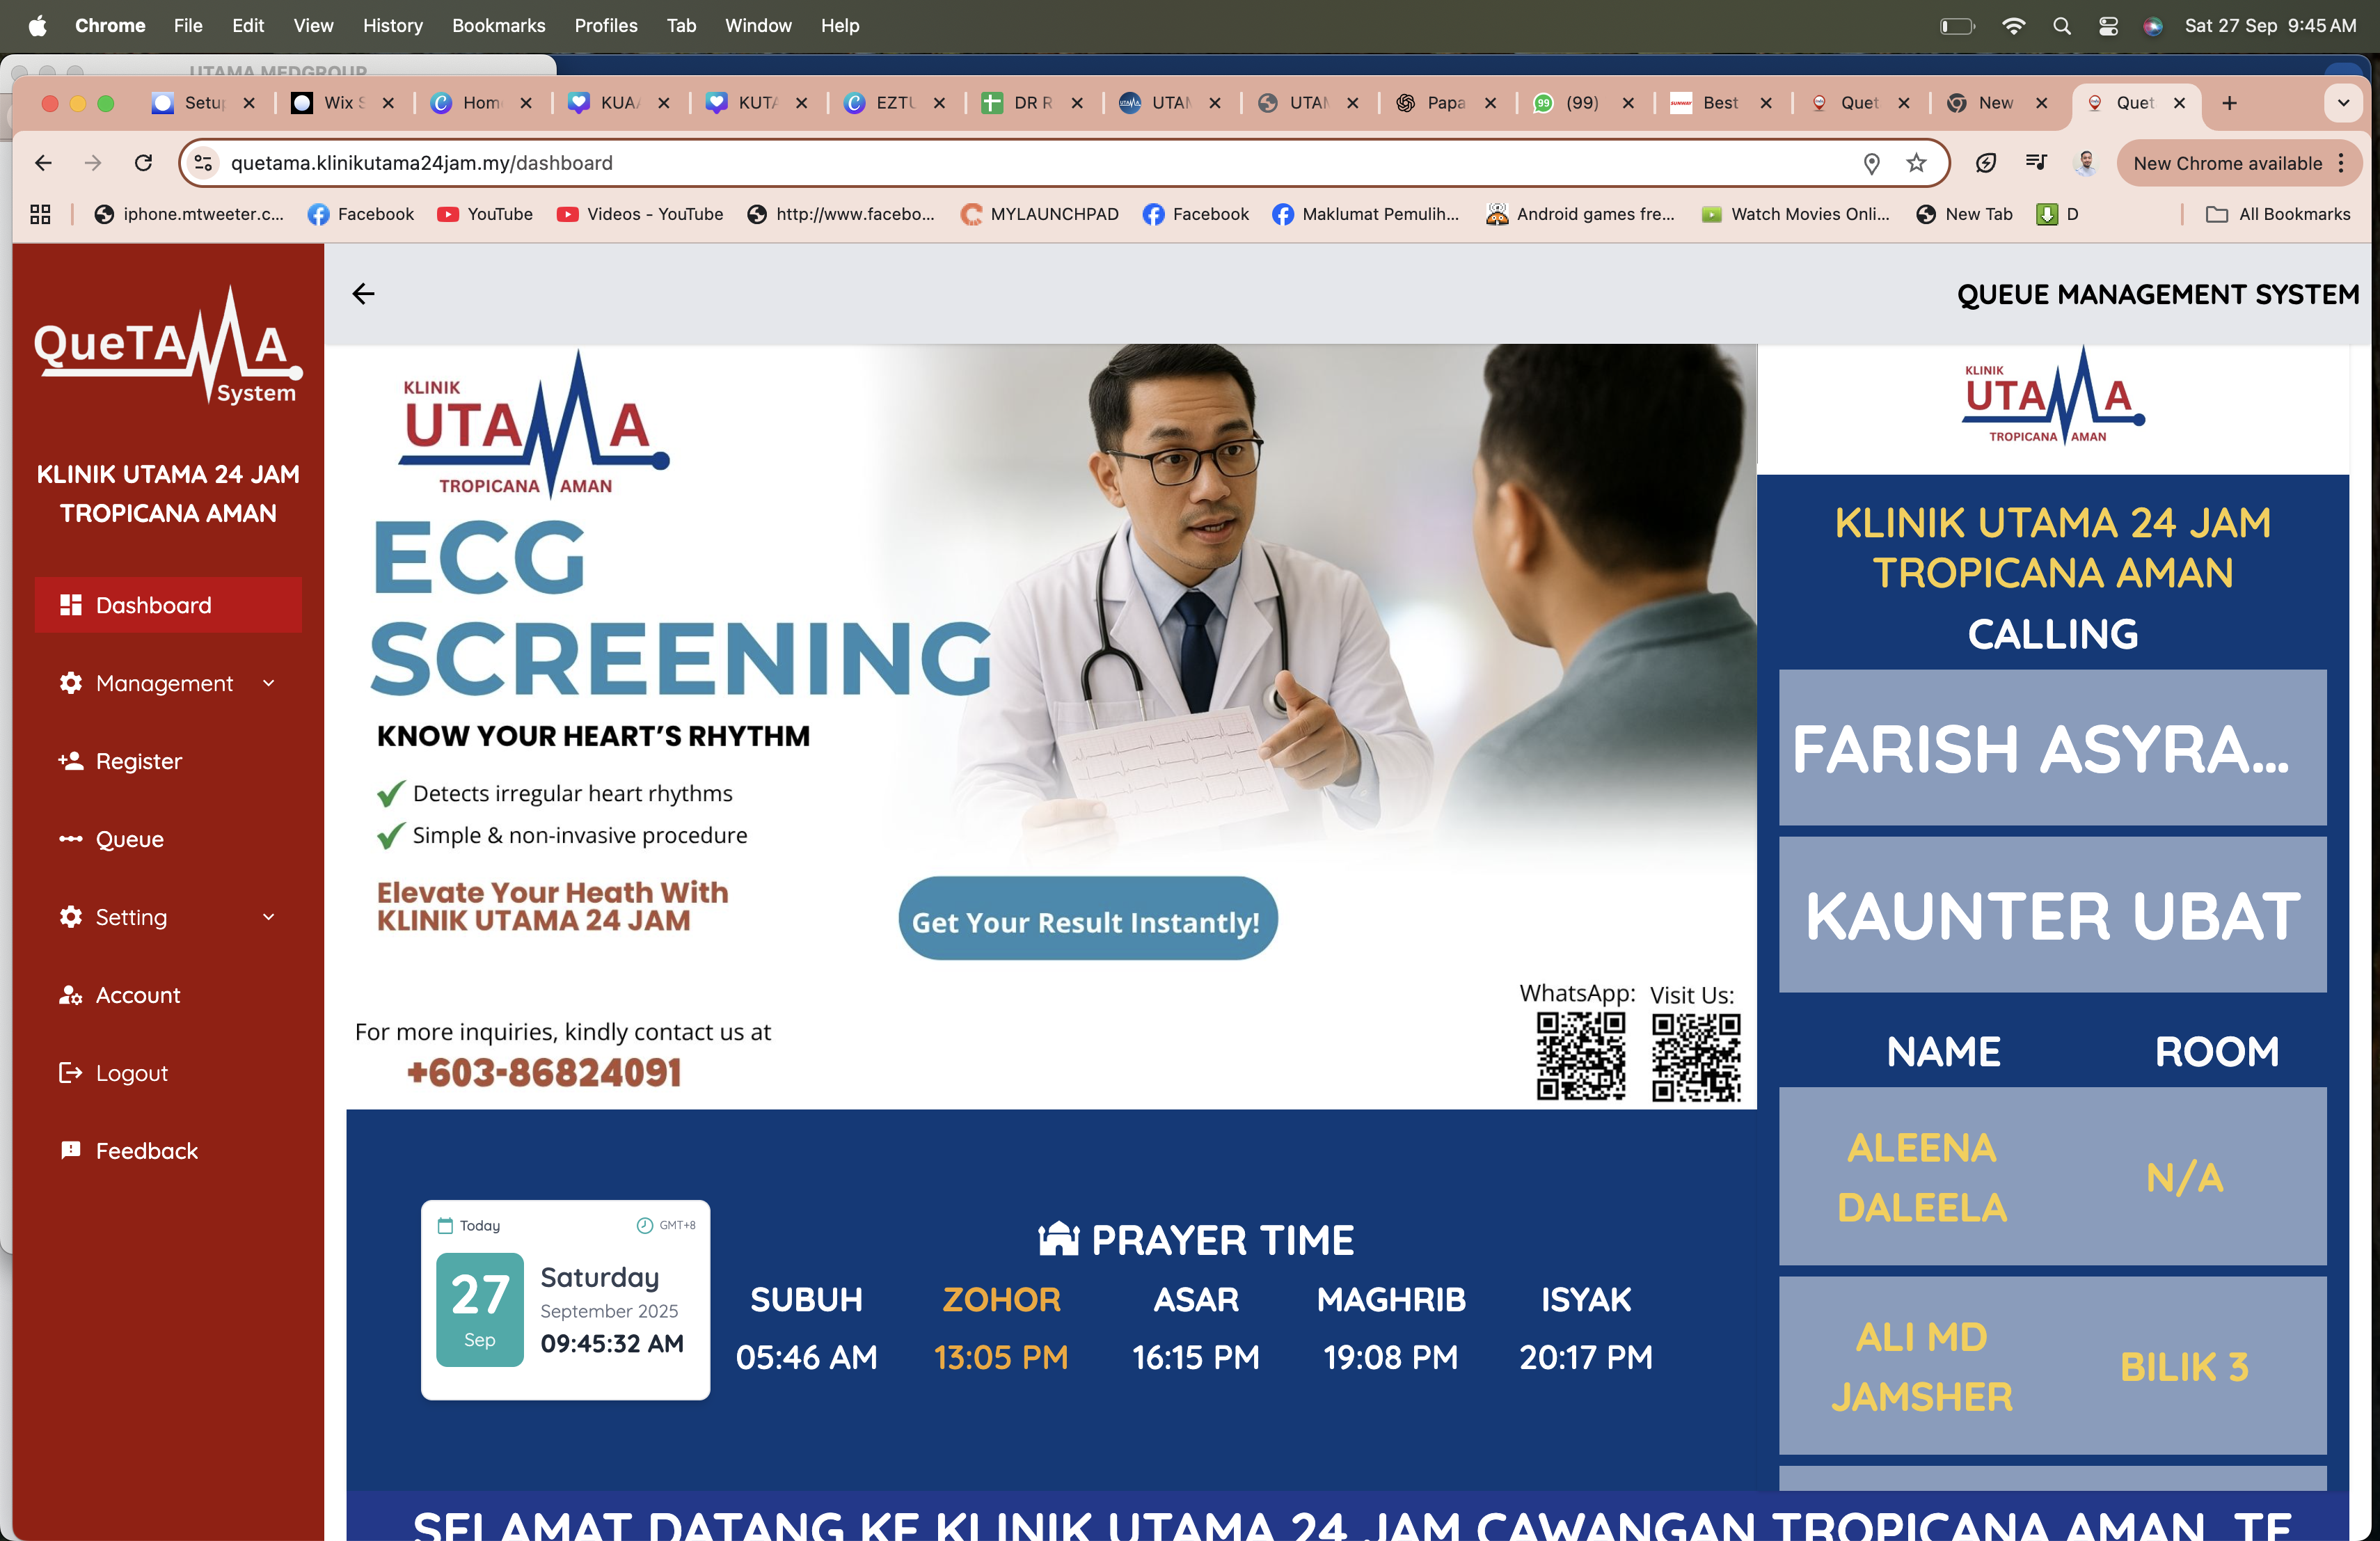 Chrome File Edit View History Bookmarks Profiles Tab Window Help
Sat 27 Sep 9:45 AM
UTAMA MEDGROUP
Setu Wix S Hom KUA KUTA EZTU DR R UTAM UTAM Papa (99) Best Quet New Quet
quetama.klinikutama24jam.my/dashboard
New Chrome available
iphone.mtweeter.c... Facebook YouTube Videos - YouTube http://www.facebo... MYLAUNCHPAD Facebook Maklumat Pemulih... Android games fre... Watch Movies Onli... New Tab D All Bookmarks
QueTAMA
System
KLINIK UTAMA 24 JAM
TROPICANA AMAN
Dashboard
Management
Register
Queue
Setting
Account
Logout
Feedback
QUEUE MANAGEMENT SYSTEM
KLINIK
UTAMA
TROPICANA AMAN
ECG
SCREENING
KNOW YOUR HEART'S RHYTHM
Detects irregular heart rhythms
Simple & non-invasive procedure
Elevate Your Heath With
KLINIK UTAMA 24 JAM
Get Your Result Instantly!
For more inquiries, kindly contact us at
+603-86824091
WhatsApp: Visit Us:
KLINIK
UTAMA
TROPICANA AMAN
KLINIK UTAMA 24 JAM
TROPICANA AMAN
CALLING
FARISH ASYRA...
KAUNTER UBAT
NAME ROOM
ALEENA
DALEELA
N/A
ALI MD
JAMSHER
BILIK 3
Today GMT+8
27
Sep
Saturday
September 2025
09:45:32 AM
PRAYER TIME
SUBUH ZOHOR ASAR MAGHRIB ISYAK
05:46 AM 13:05 PM 16:15 PM 19:08 PM 20:17 PM
SELAMAT DATANG KE KLINIK UTAMA 24 JAM CAWANGAN TROPICANA AMAN. TE